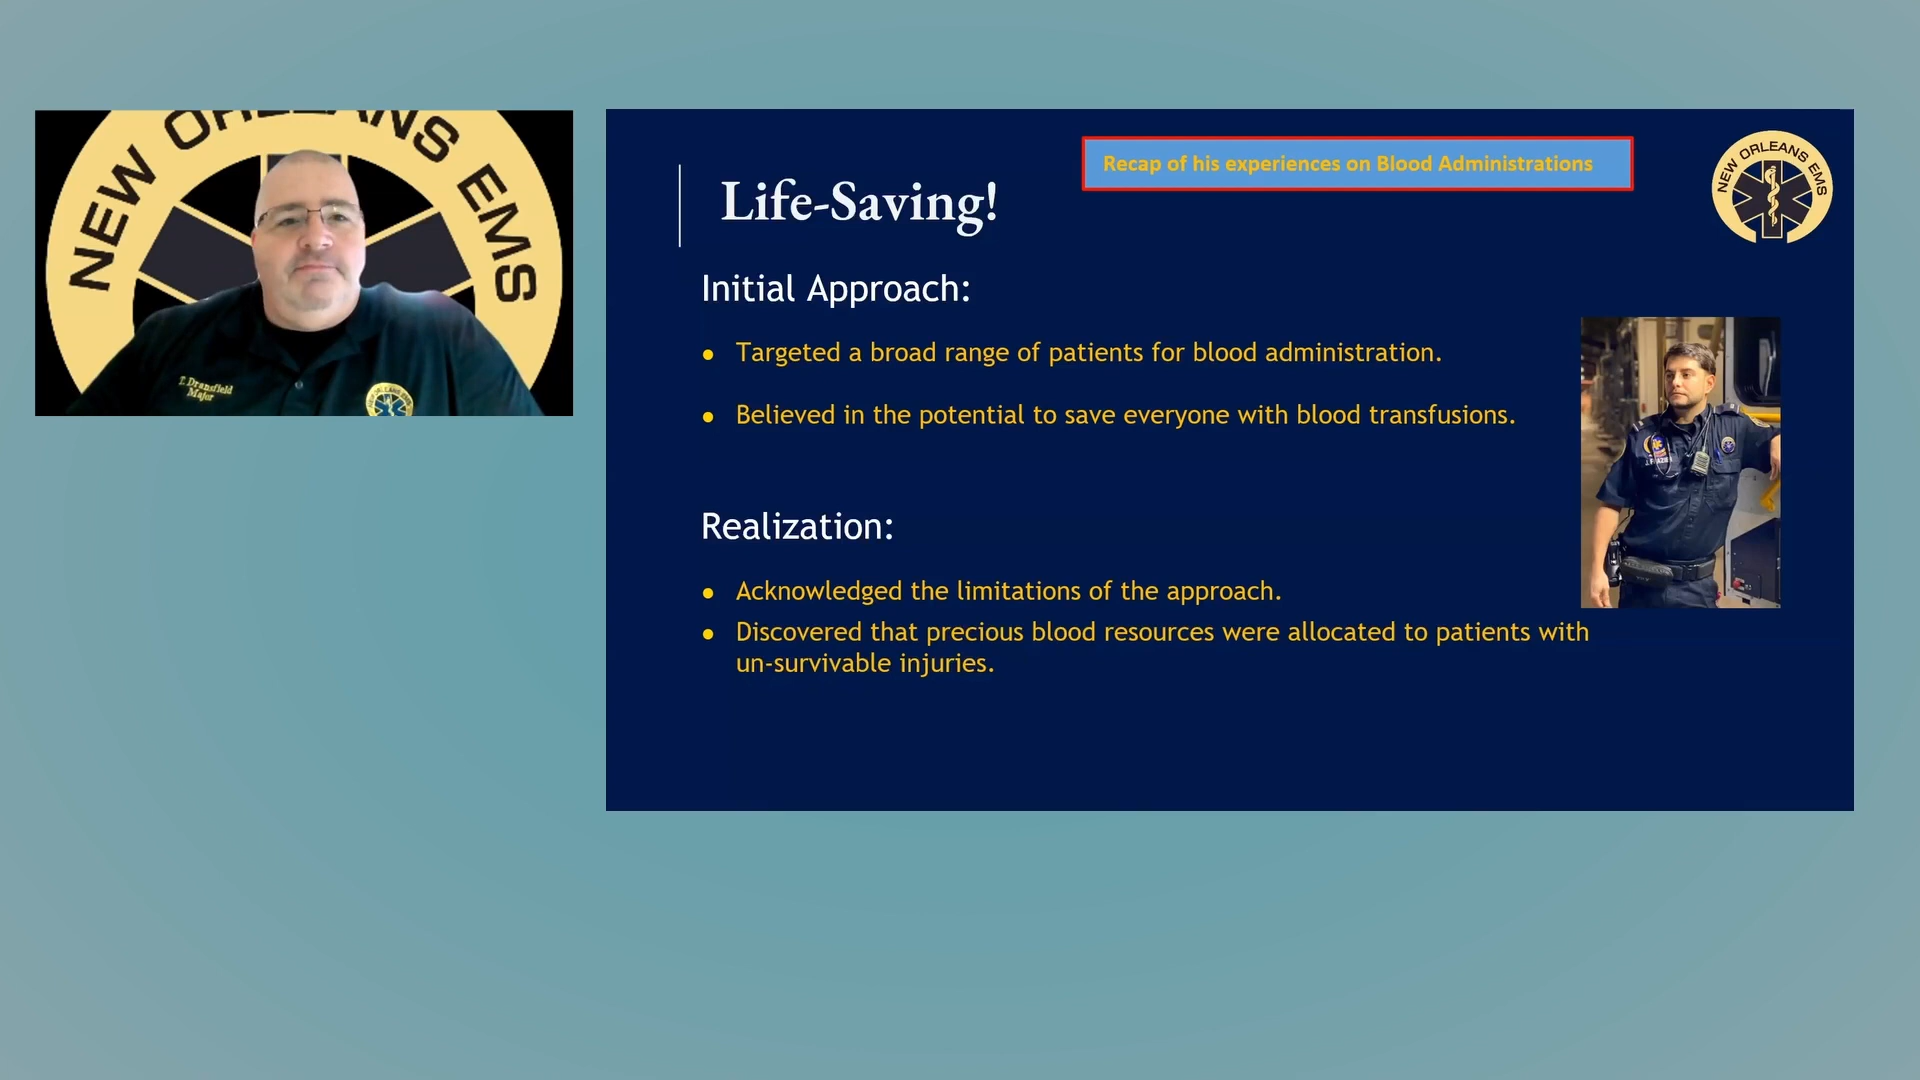 NEW ORLEANS EMS
T. Dransfield
Major
Recap of his experiences on Blood Administrations
NEW ORLEANS EMS
Life-Saving!
Initial Approach:
● Targeted a broad range of patients for blood administration.
● Believed in the potential to save everyone with blood transfusions.
Realization:
● Acknowledged the limitations of the approach.
● Discovered that precious blood resources were allocated to patients with
un-survivable injuries.